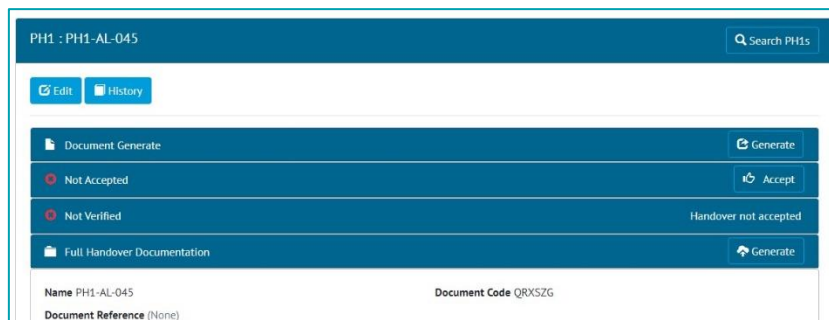 PH1 : PH1-AL-045 Search PH1s
Edit History
Document Generate Generate
Not Accepted Accept
Not Verified Handover not accepted
Full Handover Documentation Generate
Name PH1-AL-045 Document Code QRXSZG
Document Reference (None)